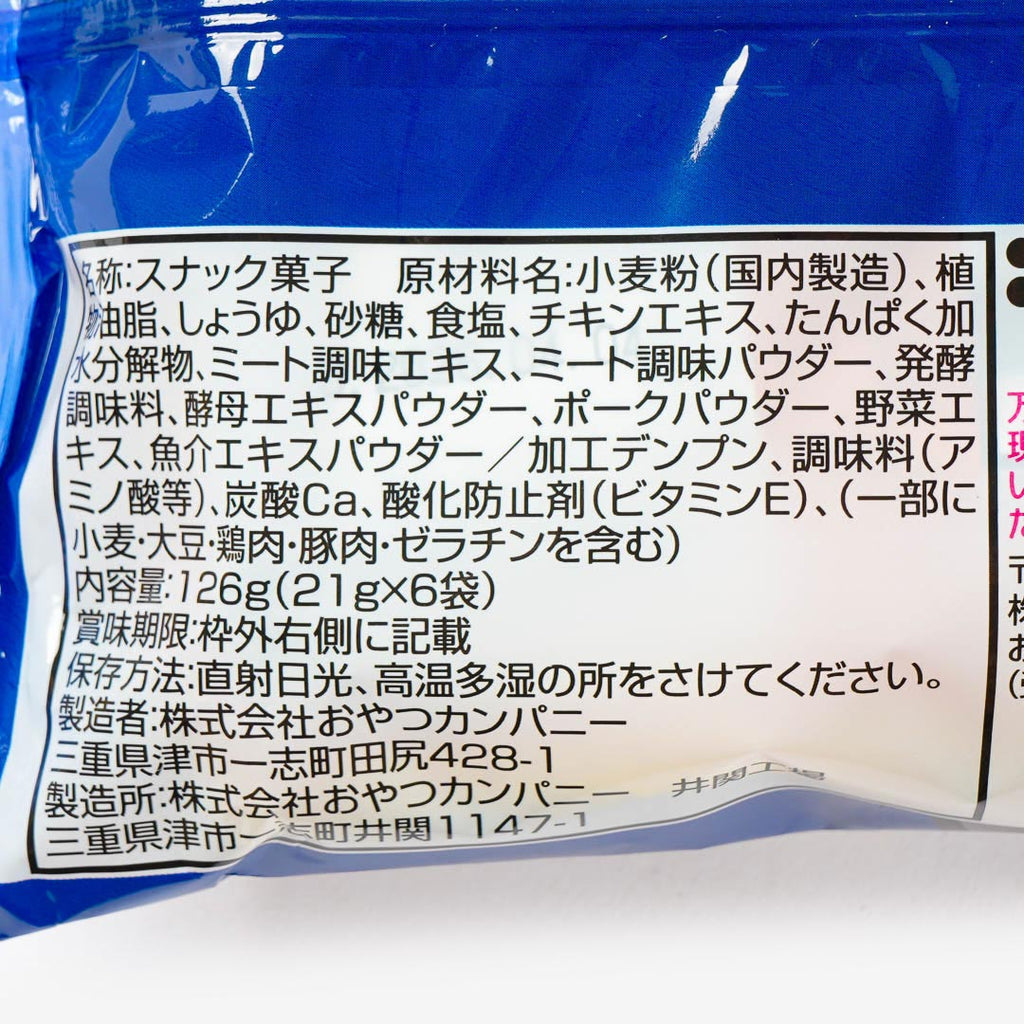 名称:スナック菓子　原材料名:小麦粉(国内製造)、植
物油脂、しょうゆ、砂糖、食塩、チキンエキス、たんぱく加
水分解物、ミート調味エキス、ミート調味パウダー、発酵
調味料、酵母エキスパウダー、ポークパウダー、野菜エ
キス、魚介エキスパウダー／加工デンプン、調味料(ア
ミノ酸等)、炭酸Ca、酸化防止剤(ビタミンE)、(一部に
小麦・大豆・鶏肉・豚肉・ゼラチンを含む)
内容量:126g(21g×6袋)
賞味期限:枠外右側に記載
保存方法:直射日光、高温多湿の所をさけてください。
製造者:株式会社おやつカンパニー
三重県津市一志町田尻428-1
製造所:株式会社おやつカンパニー　井関工場
三重県津市一志町井関1147-1
現
い
た
〒
株
お